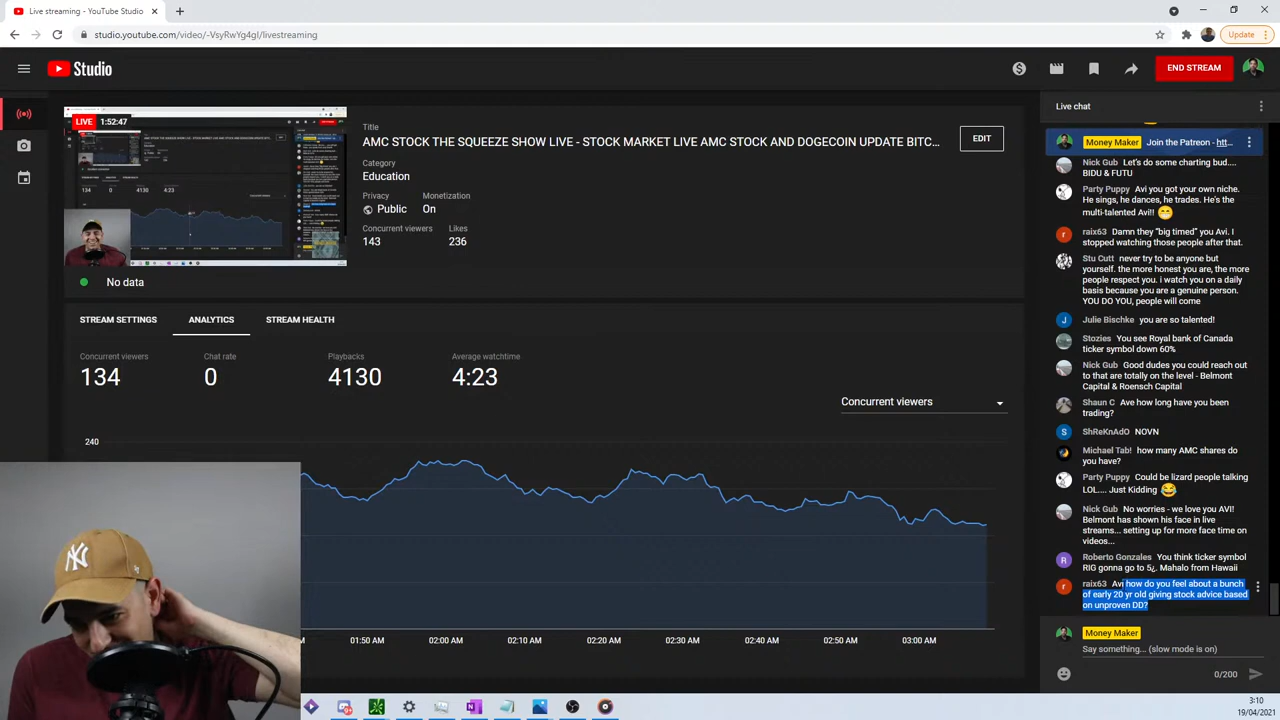 Live streaming - YouTube Studio
studio.youtube.com/video/-VsyRwYg4gI/livestreaming
Update
Studio
END STREAM
LIVE 1:52:47
Title
AMC STOCK THE SQUEEZE SHOW LIVE - STOCK MARKET LIVE AMC STOCK AND DOGECOIN UPDATE BITC...
EDIT
Category
Education
Privacy
Monetization
Public
On
Concurrent viewers
Likes
143
236
No data
STREAM SETTINGS
ANALYTICS
STREAM HEALTH
Concurrent viewers
Chat rate
Playbacks
Average watchtime
134
0
4130
4:23
Concurrent viewers
240
01:50 AM
02:00 AM
02:10 AM
02:20 AM
02:30 AM
02:40 AM
02:50 AM
03:00 AM
Live chat
Money Maker Join the Patreon - htt...
Nick Gub Let's do some charting bud....
BIDU & FUTU
Party Puppy Avi you got your own niche.
He sings, he dances, he trades. He's the
multi-talented Avi!! 😁
raix63 Damn they "big timed" you Avi. I
stopped watching those people after that.
Stu Cutt never try to be anyone but
yourself. the more honest you are, the more
people you reach. i watch you on a daily
basis because you are a genuine person.
YOU DO YOU, people will come
Julie Bischke you are so talented!
Stozies You see Royal bank of Canada
ticker symbol down 60%
Nick Gub Good dudes you could reach out
to that are totally on the level - Belmont
Capital & Roensch Capital
Shaun C Ave how long have you been
trading?
ShReKnAdO NOVN
Michael Tab! how many AMC shares do
you have?
Party Puppy Could be lizard people talking
LOL.... Just Kidding 😂
Nick Gub No worries - we love you AVI!
Belmont has shown his face in live
streams... setting up for more face time on
videos...
Roberto Gonzales You think ticker symbol
RIG gonna go to 5¿. Mahalo from Hawaii
raix63 Avi how do you feel about a bunch
of early 20 yr old giving stock advice based
on unproven DD?
Money Maker
Say something... (slow mode is on)
0/200
3:10
19/04/2021